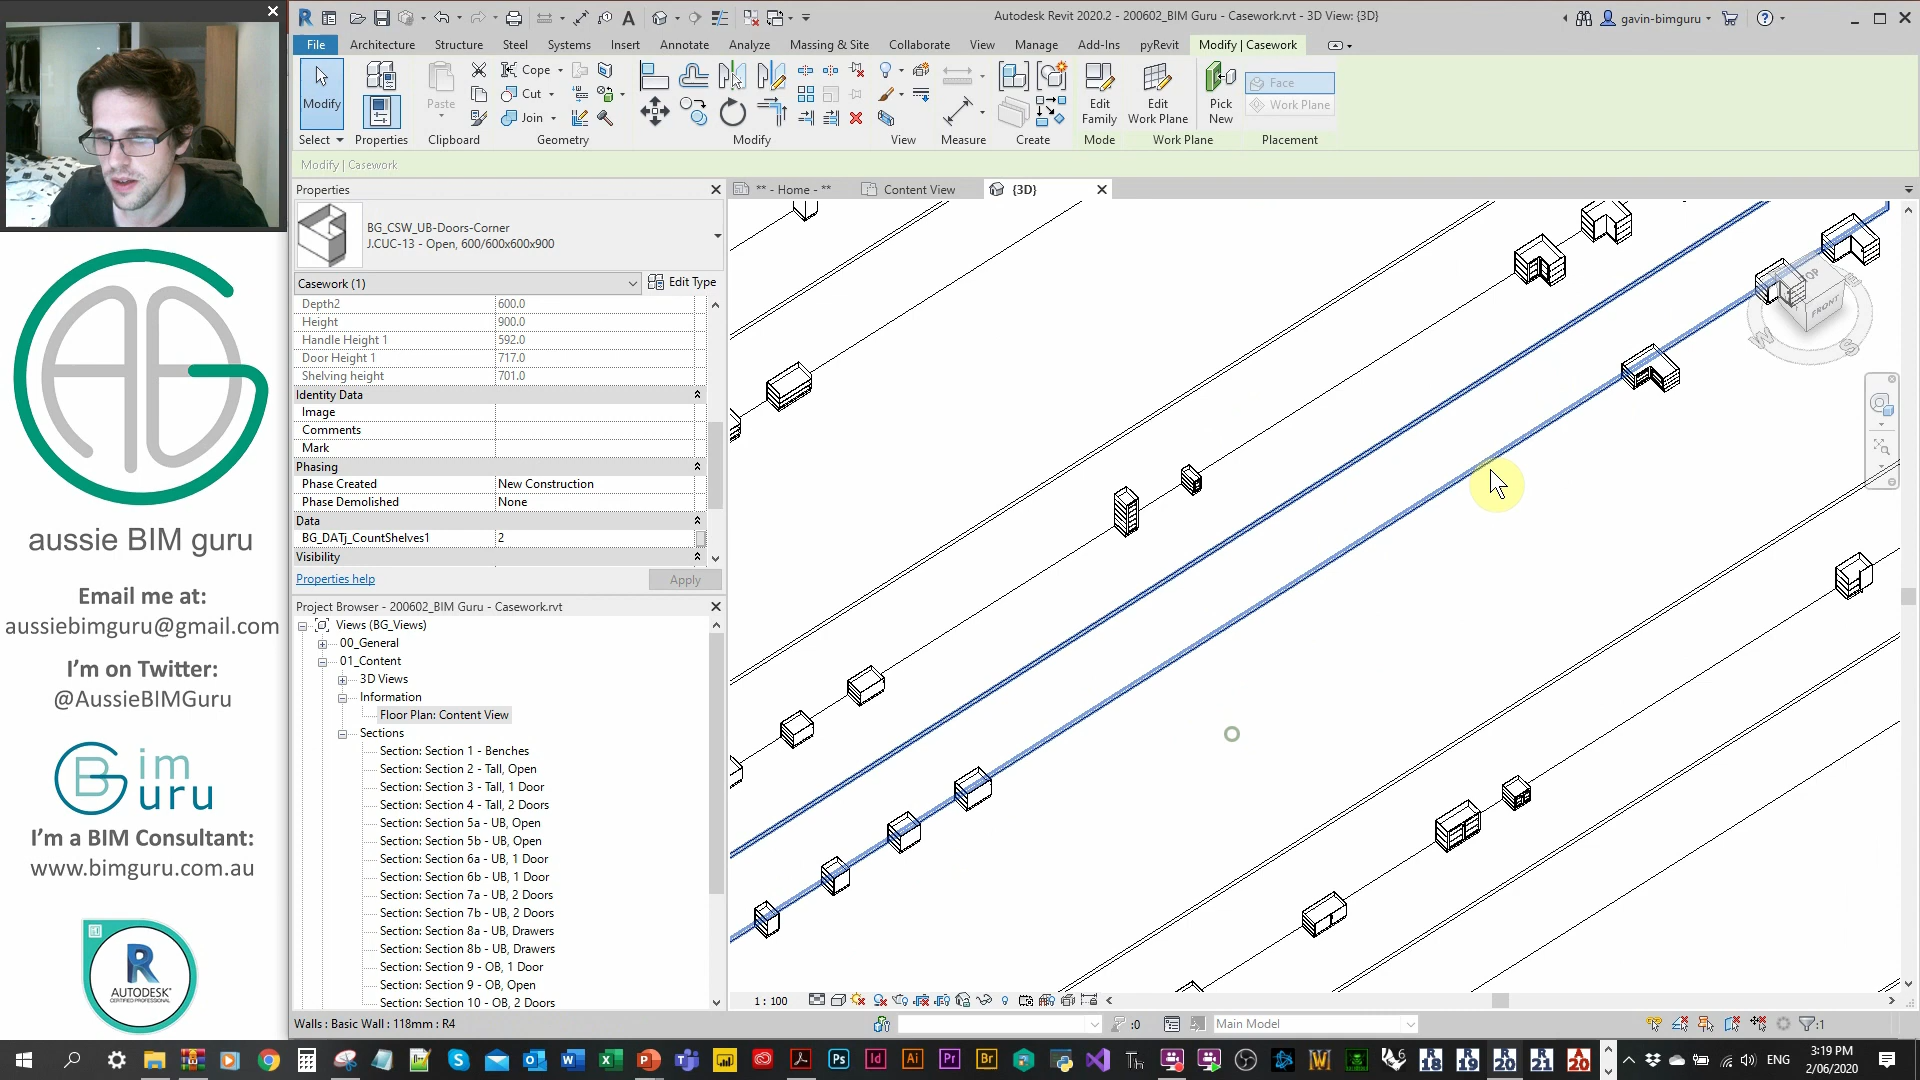 Autodesk Revit 2020.2 - 200602_BIM Guru - Casework.rvt - 3D View: {3D}
gavin-bimguru
File Architecture Structure Steel Systems Insert Annotate Analyze Massing & Site Collaborate View Manage Add-Ins pyRevit Modify | Casework
Modify
Select
Properties
Paste
Clipboard
Cope
Cut
Join
Geometry
Modify
View
Measure
Create
Edit
Family
Mode
Edit
Work Plane
Work Plane
Pick
New
Face
Work Plane
Placement
Modify | Casework
Properties
BG_CSW_UB-Doors-Corner
J.CUC-13 - Open, 600/600x600x900
Casework (1)
Edit Type
Depth2 600.0
Height 900.0
Handle Height 1 592.0
Door Height 1 717.0
Shelving height 701.0
Identity Data
Image
Comments
Mark
Phasing
Phase Created New Construction
Phase Demolished None
Data
BG_DATj_CountShelves1 2
Visibility
Properties help
Apply
Project Browser - 200602_BIM Guru - Casework.rvt
Views (BG_Views)
00_General
01_Content
3D Views
Information
Floor Plan: Content View
Sections
Section: Section 1 - Benches
Section: Section 2 - Tall, Open
Section: Section 3 - Tall, 1 Door
Section: Section 4 - Tall, 2 Doors
Section: Section 5a - UB, Open
Section: Section 5b - UB, Open
Section: Section 6a - UB, 1 Door
Section: Section 6b - UB, 1 Door
Section: Section 7a - UB, 2 Doors
Section: Section 7b - UB, 2 Doors
Section: Section 8a - UB, Drawers
Section: Section 8b - UB, Drawers
Section: Section 9 - OB, 1 Door
Section: Section 9 - OB, Open
Section: Section 10 - OB, 2 Doors
** - Home - **
Content View
{3D}
TOP
FRONT
W
S
1 : 100
Walls : Basic Wall : 118mm : R4
:0
Main Model
:1
aussie BIM guru
Email me at:
aussiebimguru@gmail.com
I'm on Twitter:
@AussieBIMGuru
Bim
Guru
I'm a BIM Consultant:
www.bimguru.com.au
R
AUTODESK
CERTIFIED PROFESSIONAL
ENG
3:19 PM
2/06/2020